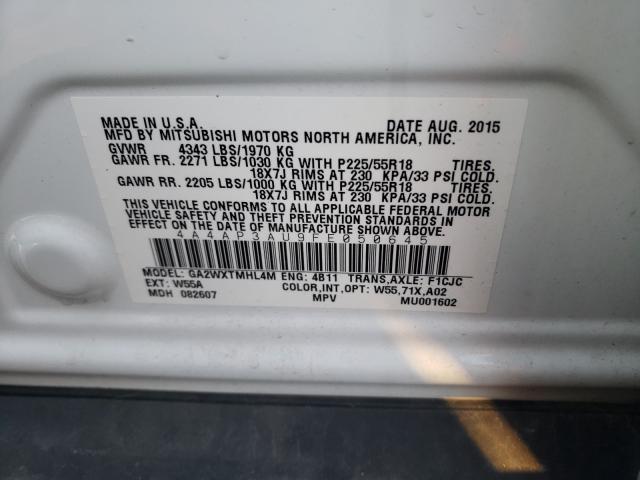 MADE IN U.S.A. DATE AUG. 2015
MFD BY MITSUBISHI MOTORS NORTH AMERICA, INC.
GVWR 4343 LBS/1970 KG
GAWR FR. 2271 LBS/1030 KG WITH P225/55R18 TIRES.
18X7J RIMS AT 230 KPA/33 PSI COLD.
GAWR RR. 2205 LBS/1000 KG WITH P225/55R18 TIRES.
18X7J RIMS AT 230 KPA/33 PSI COLD.
THIS VEHICLE CONFORMS TO ALL APPLICABLE FEDERAL MOTOR
VEHICLE SAFETY AND THEFT PREVENTION STANDARDS IN
EFFECT ON THE DATE OF MANUFACTURE SHOWN ABOVE.
4A4AP3AU9FE050645
MODEL: GA2WXTMHL4M ENG: 4B11 TRANS,AXLE: F1CJC
EXT: W55A COLOR,INT,OPT: W55,71X,A02
MDH 082607 MPV MU001602